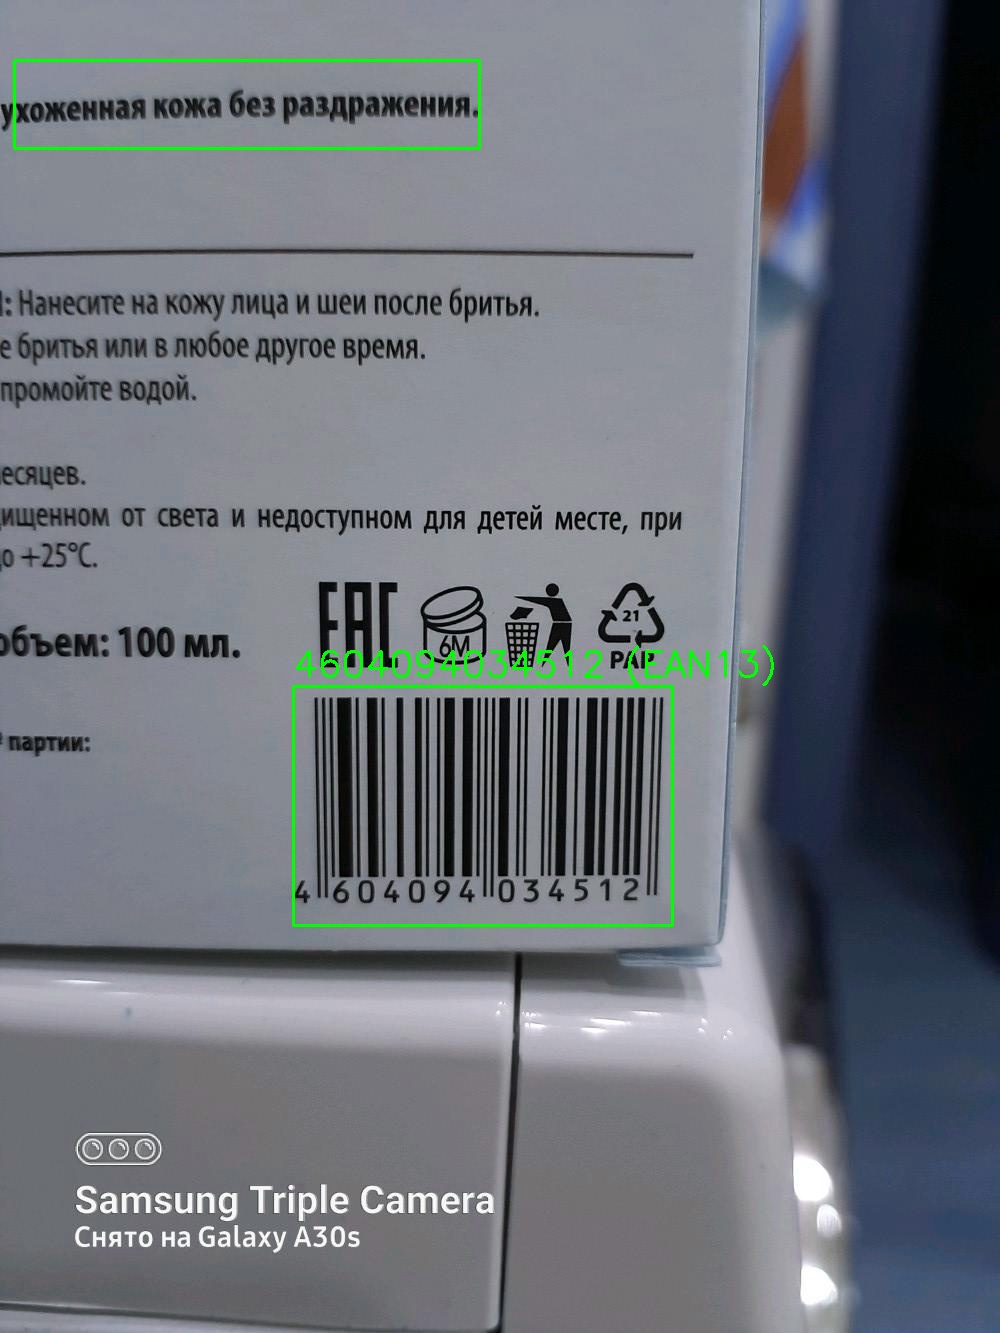 ухоженная кожа без раздражения.
: Нанесите на кожу лица и шеи после бритья.
е бритья или в любое другое время.
промойте водой.
есяцев.
ищенном от света и недоступном для детей месте, при
до +25°C.
объем: 100 мл.
EAC
6M
21
PAP
4604094034512 (EAN13)
партии:
4 604094 034512
Samsung Triple Camera
Снято на Galaxy A30s